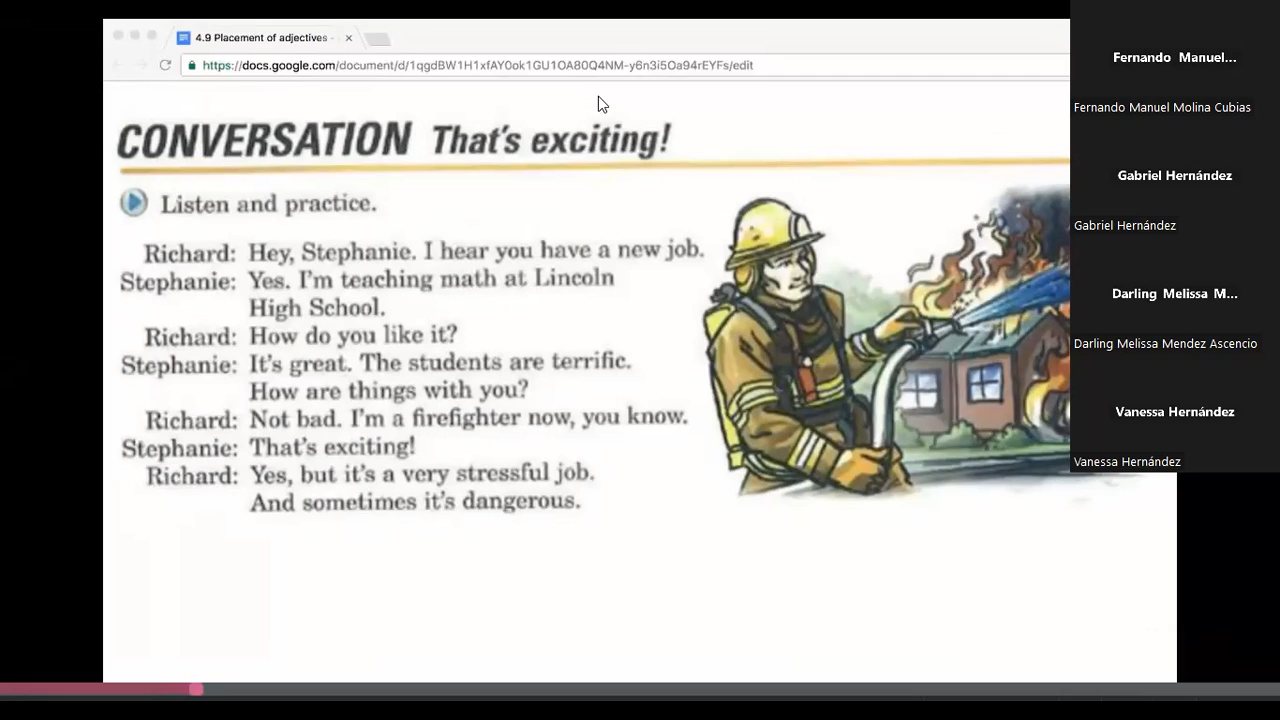 4.9 Placement of adjectives -
https://docs.google.com/document/d/1qgdBW1H1xfAY0ok1GU1OA80Q4NM-y6n3i5Oa94rEYFs/edit
CONVERSATION That's exciting!
Listen and practice.
Richard: Hey, Stephanie. I hear you have a new job.
Stephanie: Yes. I'm teaching math at Lincoln
High School.
Richard: How do you like it?
Stephanie: It's great. The students are terrific.
How are things with you?
Richard: Not bad. I'm a firefighter now, you know.
Stephanie: That's exciting!
Richard: Yes, but it's a very stressful job.
And sometimes it's dangerous.
Fernando Manuel...
Fernando Manuel Molina Cubias
Gabriel Hernández
Gabriel Hernández
Darling Melissa M...
Darling Melissa Mendez Ascencio
Vanessa Hernández
Vanessa Hernández